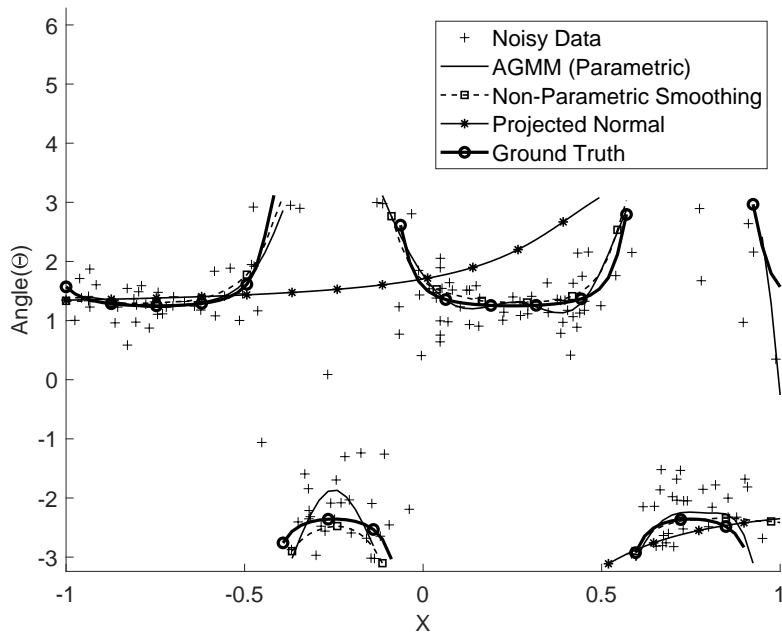 6
5
4
3
2
1
0
-1
-2
-3
Angle(Θ)
-1
-0.5
0
0.5
1
X
Noisy Data
AGMM (Parametric)
Non-Parametric Smoothing
Projected Normal
Ground Truth